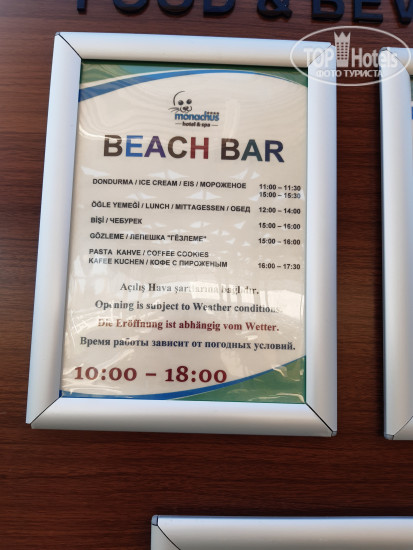 FOOD & BEV
TOP Hotels
ФОТО ТУРИСТА
monachus
hotel & spa
BEACH BAR
DONDURMA / ICE CREAM / EIS / МОРОЖЕНОЕ 11:00 – 11:30
15:00 – 15:30
ÖĞLE YEMEĞİ / LUNCH / MITTAGESSEN / ОБЕД 12:00 – 14:00
BİŞİ / ЧЕБУРЕК 15:00 – 16:00
GÖZLEME / ЛЕПЕШКА "ГЁЗЛЕМЕ" 15:00 – 16:00
PASTA KAHVE / COFFEE COOKIES
KAFEE KUCHEN / КОФЕ С ПИРОЖЕНЫМ 16:00 – 17:30
Açılış Hava şartlarına bağlıdır.
Opening is subject to Weather conditions.
Die Eröffnung ist abhängig vom Wetter.
Время работы зависит от погодных условий.
10:00 – 18:00